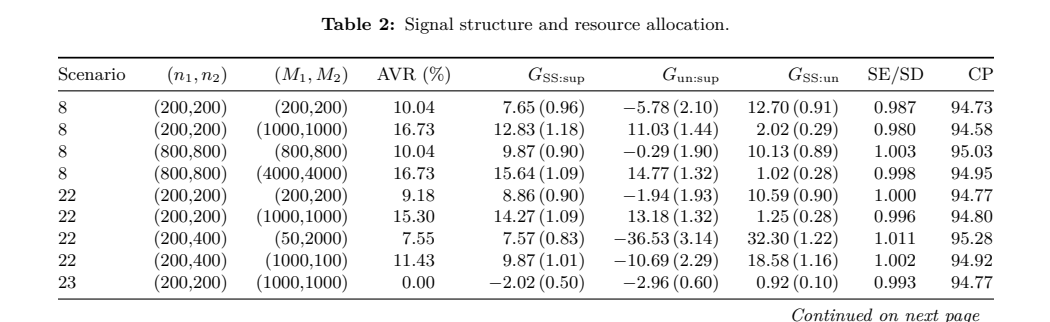 Table 2: Signal structure and resource allocation.
Scenario (n₁, n₂) (M₁, M₂) AVR (%) G_SS:sup G_un:sup G_SS:un SE/SD CP
8 (200,200) (200,200) 10.04 7.65 (0.96) −5.78 (2.10) 12.70 (0.91) 0.987 94.73
8 (200,200) (1000,1000) 16.73 12.83 (1.18) 11.03 (1.44) 2.02 (0.29) 0.980 94.58
8 (800,800) (800,800) 10.04 9.87 (0.90) −0.29 (1.90) 10.13 (0.89) 1.003 95.03
8 (800,800) (4000,4000) 16.73 15.64 (1.09) 14.77 (1.32) 1.02 (0.28) 0.998 94.95
22 (200,200) (200,200) 9.18 8.86 (0.90) −1.94 (1.93) 10.59 (0.90) 1.000 94.77
22 (200,200) (1000,1000) 15.30 14.27 (1.09) 13.18 (1.32) 1.25 (0.28) 0.996 94.80
22 (200,400) (50,2000) 7.55 7.57 (0.83) −36.53 (3.14) 32.30 (1.22) 1.011 95.28
22 (200,400) (1000,100) 11.43 9.87 (1.01) −10.69 (2.29) 18.58 (1.16) 1.002 94.92
23 (200,200) (1000,1000) 0.00 −2.02 (0.50) −2.96 (0.60) 0.92 (0.10) 0.993 94.77
Continued on next page